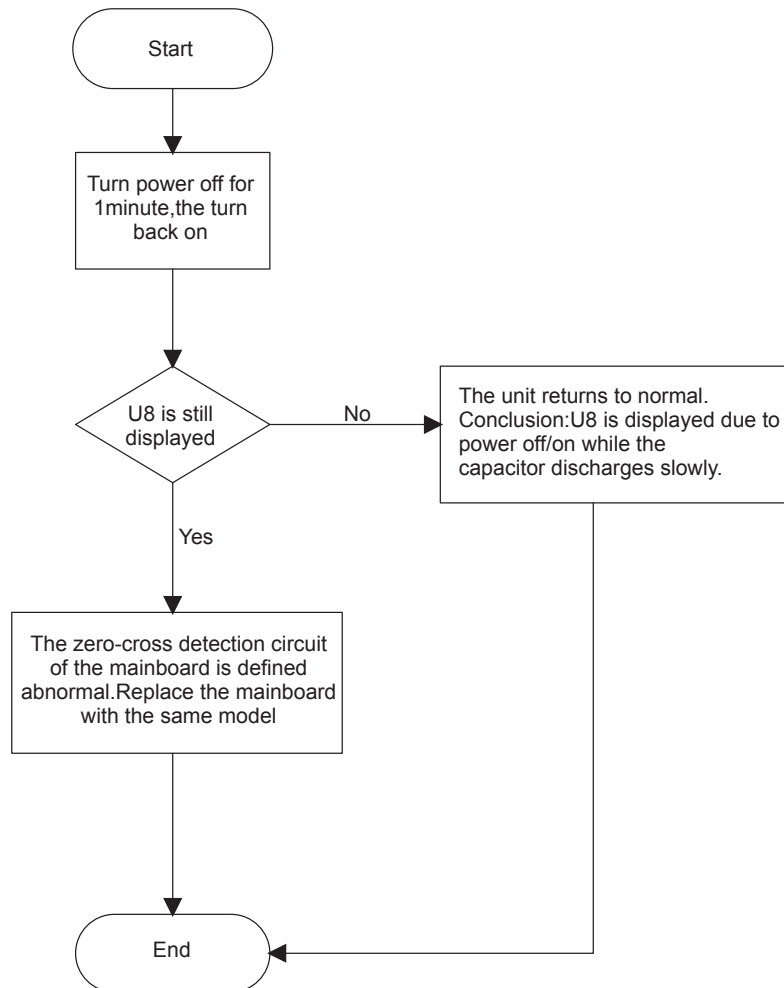 Start
Turn power off for
1minute,the turn
back on
U8 is still
displayed
No
The unit returns to normal.
Conclusion:U8 is displayed due to
power off/on while the
capacitor discharges slowly.
Yes
The zero-cross detection circuit
of the mainboard is defined
abnormal.Replace the mainboard
with the same model
End